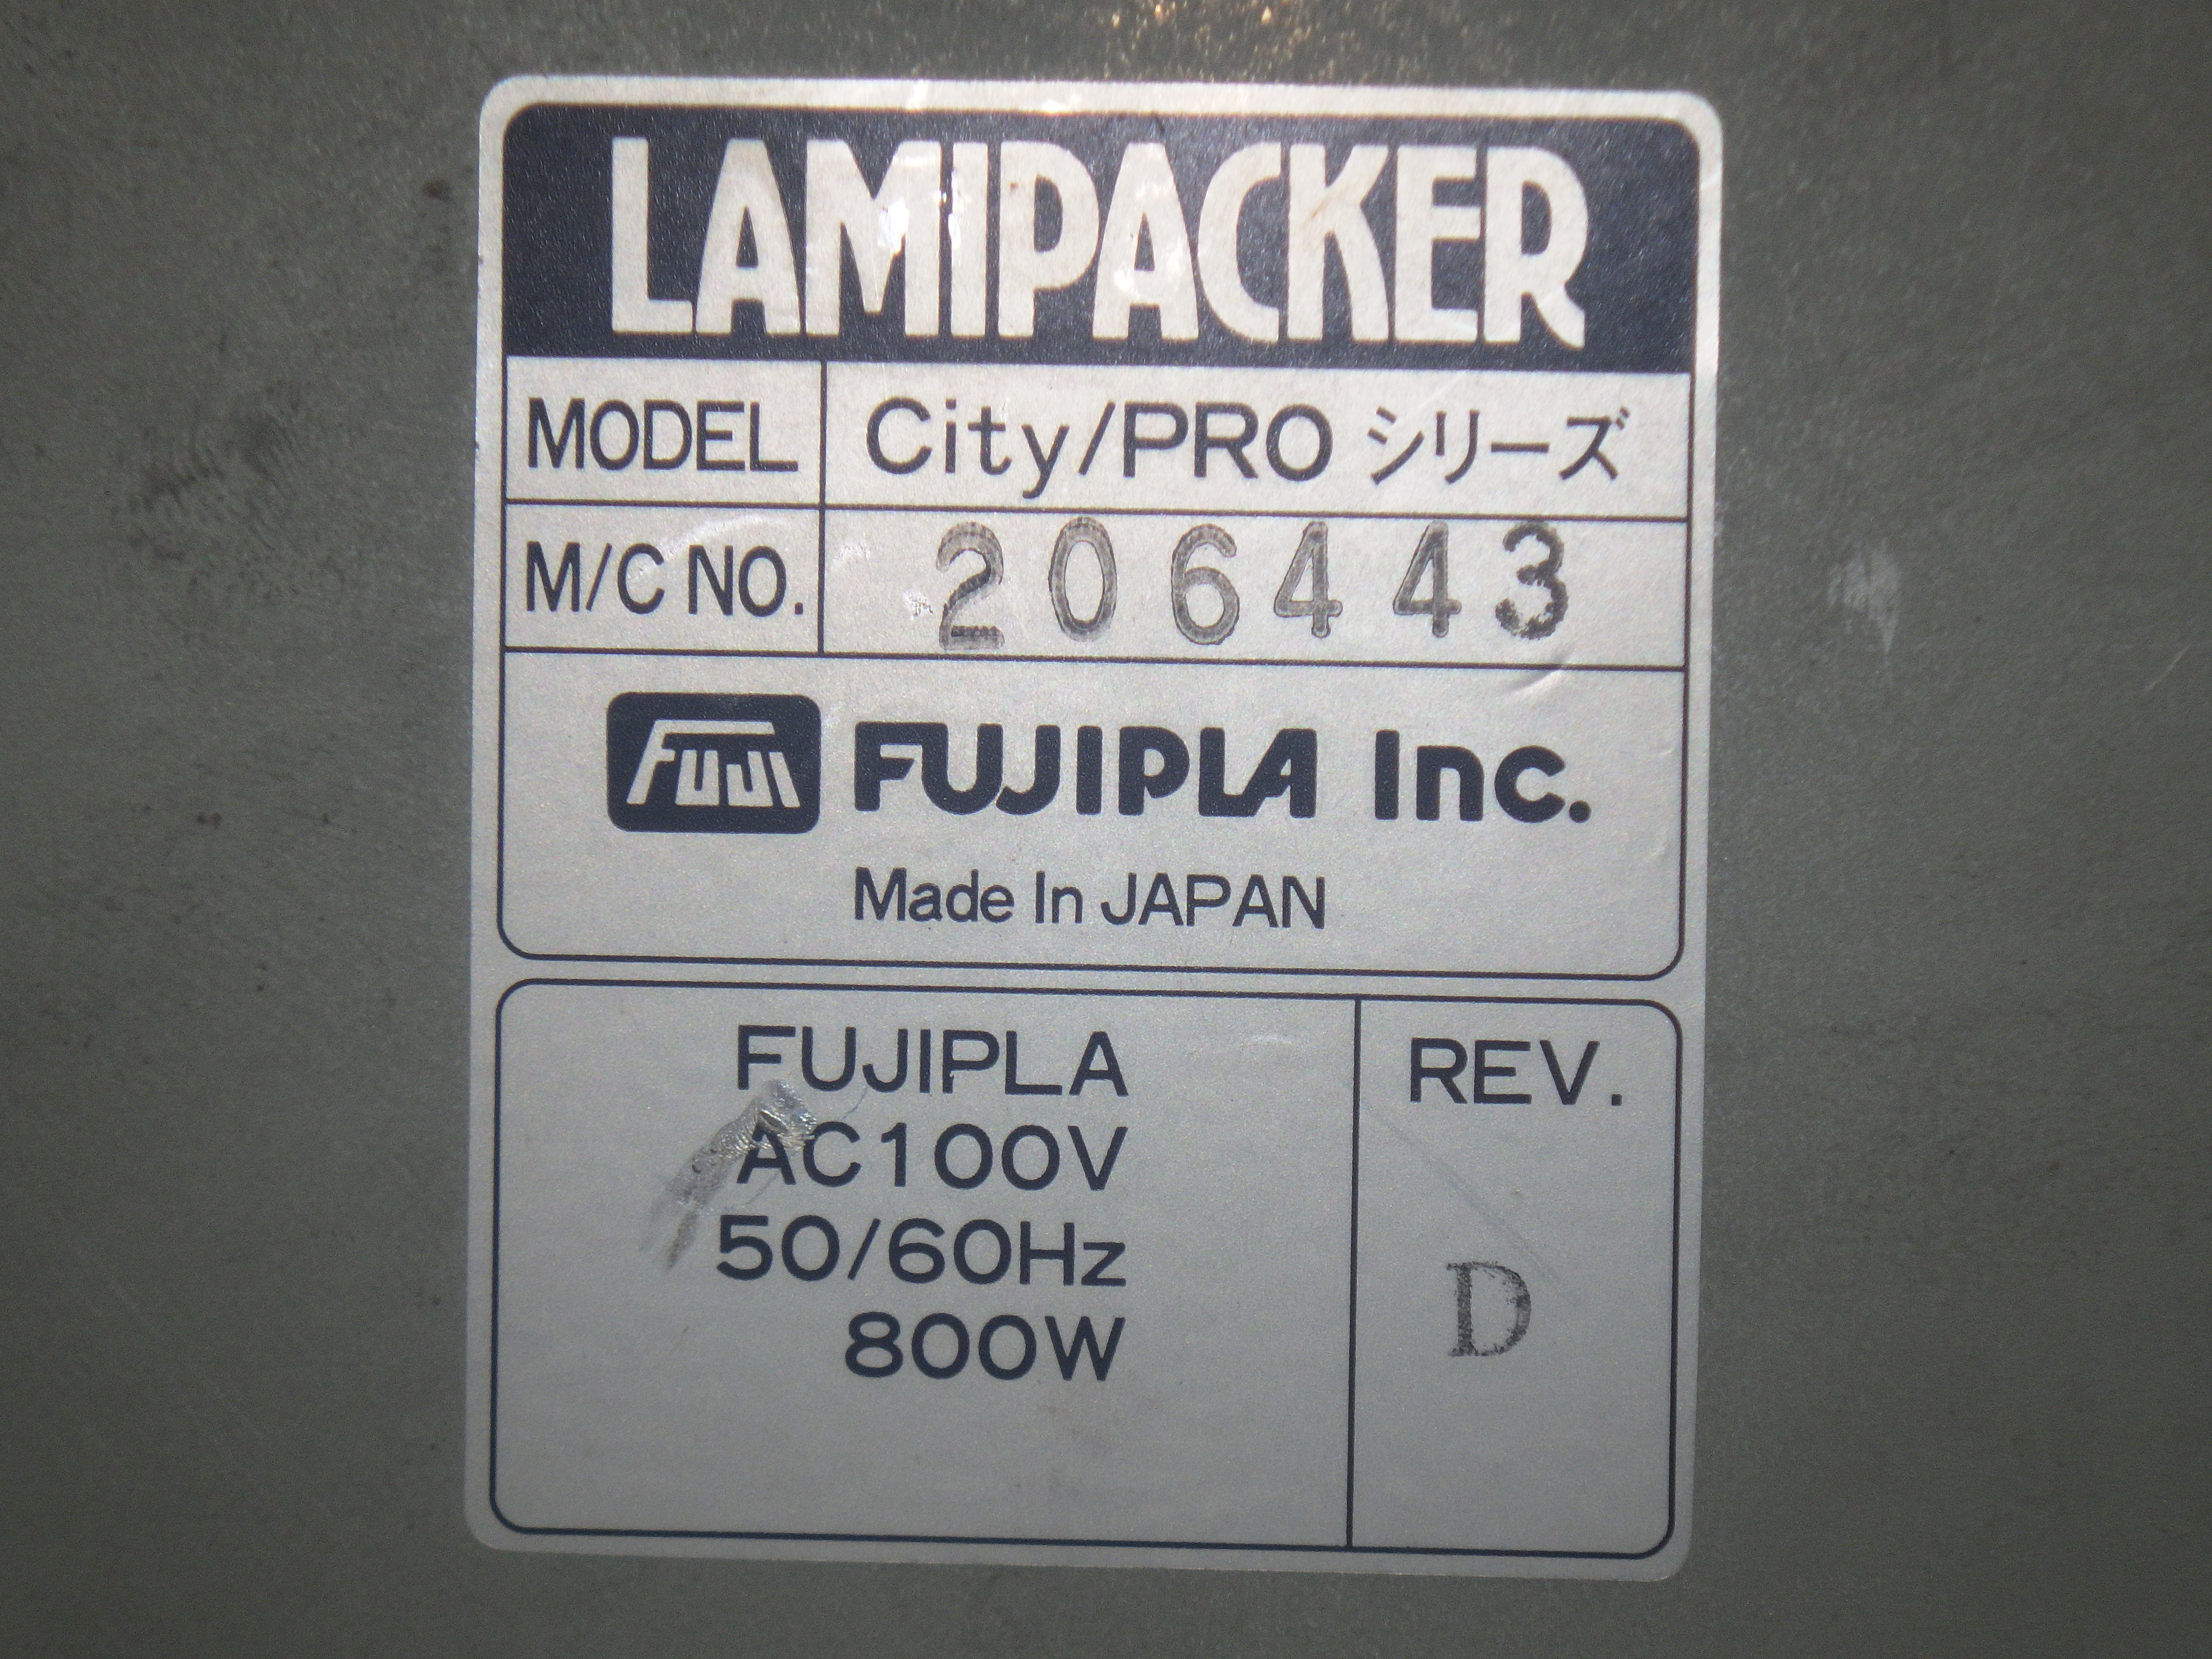 LAMIPACKER
MODEL City/PRO シリーズ
M/C NO. 206443
FUJI FUJIPLA Inc.
Made In JAPAN
FUJIPLA
AC100V
50/60Hz
800W
REV.
D